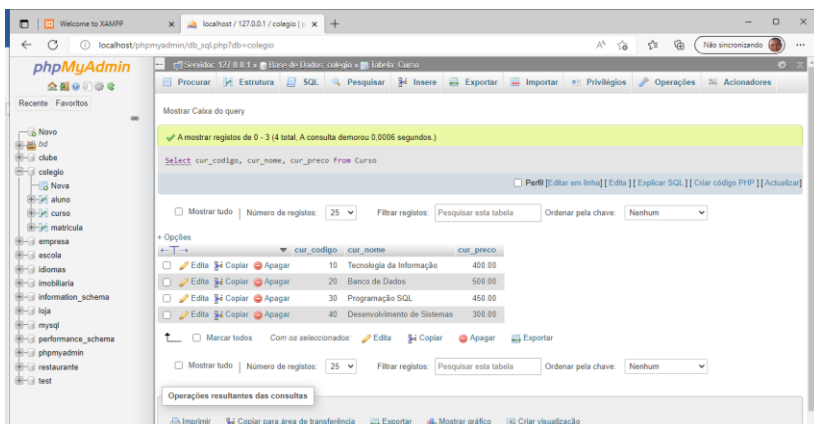 Welcome to XAMPP
localhost / 127.0.0.1 / colegio | p
localhost/phpmyadmin/db_sql.php?db=colegio
Não sincronizando
phpMyAdmin
Recente Favoritos
Novo
bd
clube
colegio
Nova
aluno
curso
matricula
empresa
escola
idiomas
imobiliaria
information_schema
loja
mysql
performance_schema
phpmyadmin
restaurante
test
Servidor: 127.0.0.1 » Base de Dados: colegio » Tabela: Curso
Procurar Estrutura SQL Pesquisar Insere Exportar Importar Privilégios Operações Acionadores
Mostrar Caixa do query
A mostrar registos de 0 - 3 (4 total, A consulta demorou 0,0006 segundos.)
Select cur_codigo, cur_nome, cur_preco From Curso
Perfil [Editar em linha] [ Edita ] [ Explicar SQL ] [ Criar código PHP ] [ Actualizar]
Mostrar tudo | Número de registos: 25 Filtrar registos: Pesquisar esta tabela Ordenar pela chave: Nenhum
+ Opções
←T→ cur_codigo cur_nome cur_preco
Edita Copiar Apagar 10 Tecnologia da Informação 400.00
Edita Copiar Apagar 20 Banco de Dados 500.00
Edita Copiar Apagar 30 Programação SQL 450.00
Edita Copiar Apagar 40 Desenvolvimento de Sistemas 300.00
Marcar todos Com os seleccionados: Edita Copiar Apagar Exportar
Mostrar tudo | Número de registos: 25 Filtrar registos: Pesquisar esta tabela Ordenar pela chave: Nenhum
Operações resultantes das consultas
Imprimir Copiar para área de transferência Exportar Mostrar gráfico Criar visualização